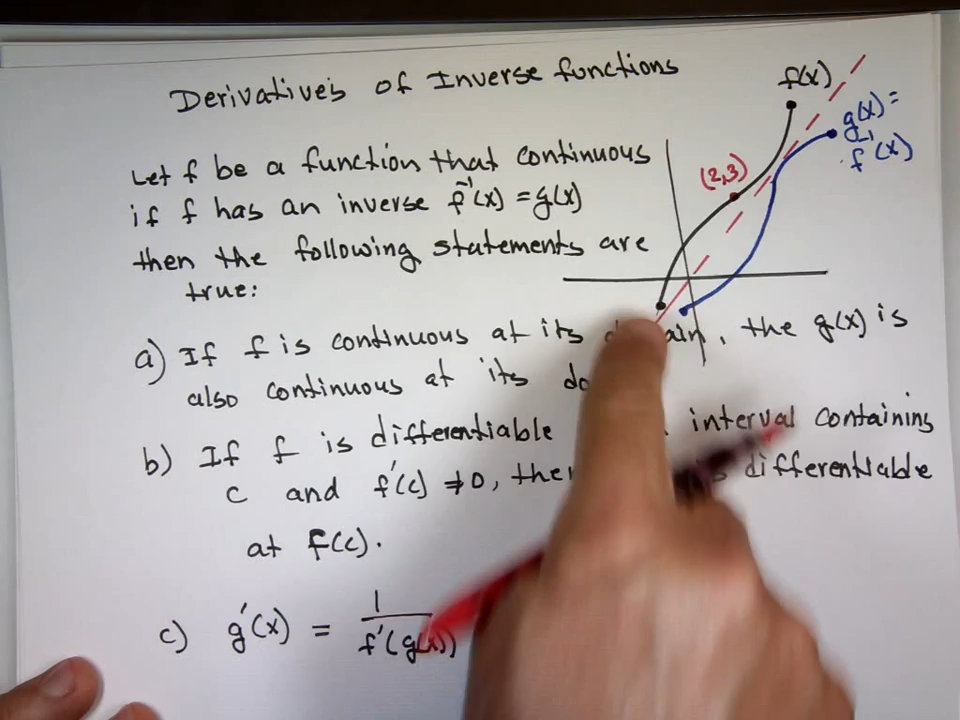 Derivatives of Inverse functions
f(x)
g(x) =
f⁻¹(x)
(2,3)
Let f be a function that continuous
if f has an inverse f⁻¹(x) = g(x)
then the following statements are
true:
a) If f is continuous at its , the g(x) is
also continuous at its
b) If f is differentiable interval containing
c and f'(c) ≠ 0, differentiable
at f(c).
c) g'(x) = 1 / f'(g(x))